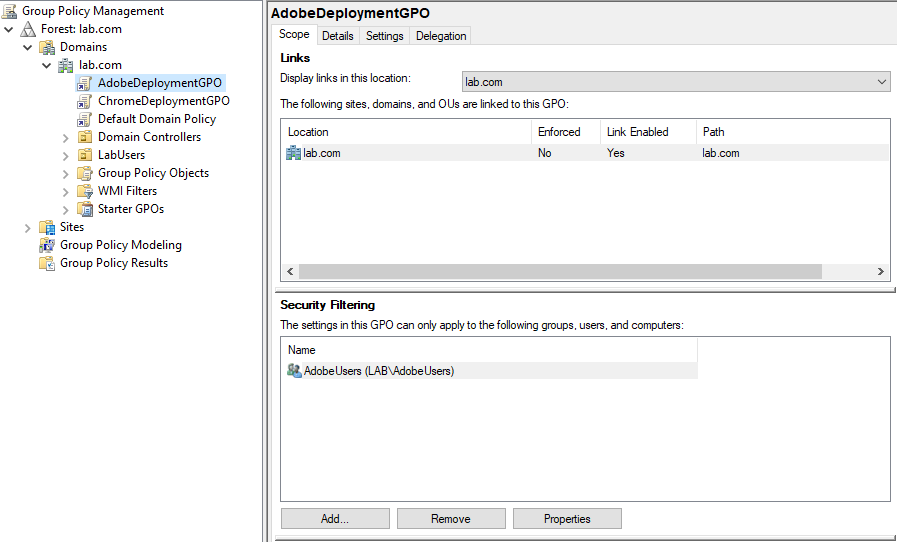 Group Policy Management
Forest: lab.com
Domains
lab.com
AdobeDeploymentGPO
ChromeDeploymentGPO
Default Domain Policy
Domain Controllers
LabUsers
Group Policy Objects
WMI Filters
Starter GPOs
Sites
Group Policy Modeling
Group Policy Results
AdobeDeploymentGPO
Scope Details Settings Delegation
Links
Display links in this location: lab.com
The following sites, domains, and OUs are linked to this GPO:
Location Enforced Link Enabled Path
lab.com No Yes lab.com
Security Filtering
The settings in this GPO can only apply to the following groups, users, and computers:
Name
AdobeUsers (LAB\AdobeUsers)
Add... Remove Properties